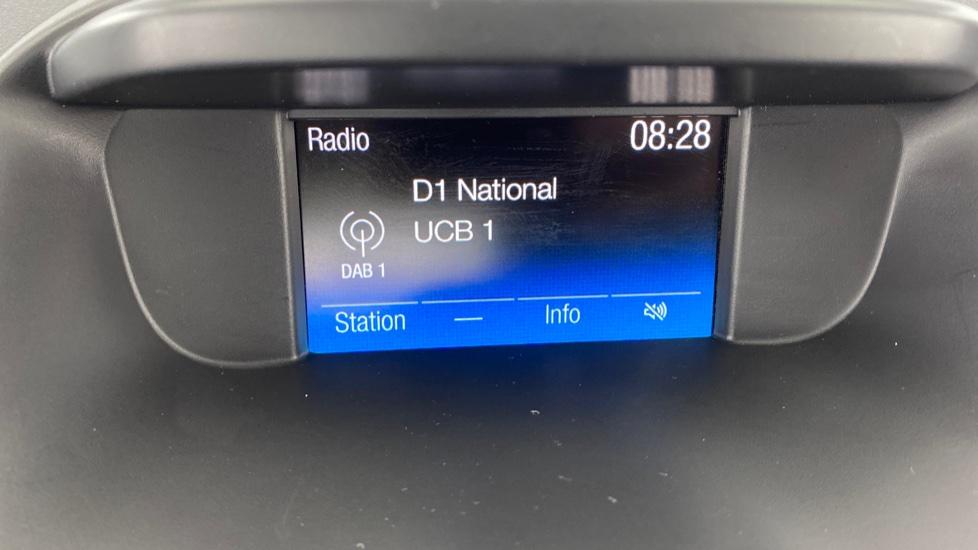 Radio 08:28
D1 National
UCB 1
DAB 1
Station — Info